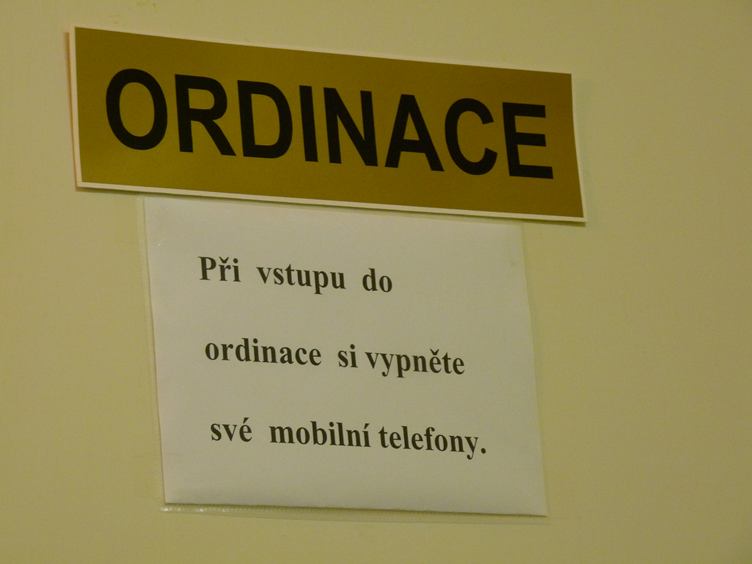 ORDINACE
Při vstupu do
ordinace si vypněte
své mobilní telefony.